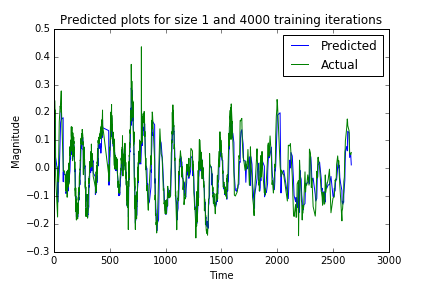 Predicted plots for size 1 and 4000 training iterations
0.5
0.4
0.3
0.2
0.1
0.0
−0.1
−0.2
−0.3
Magnitude
Predicted
Actual
0 500 1000 1500 2000 2500 3000
Time